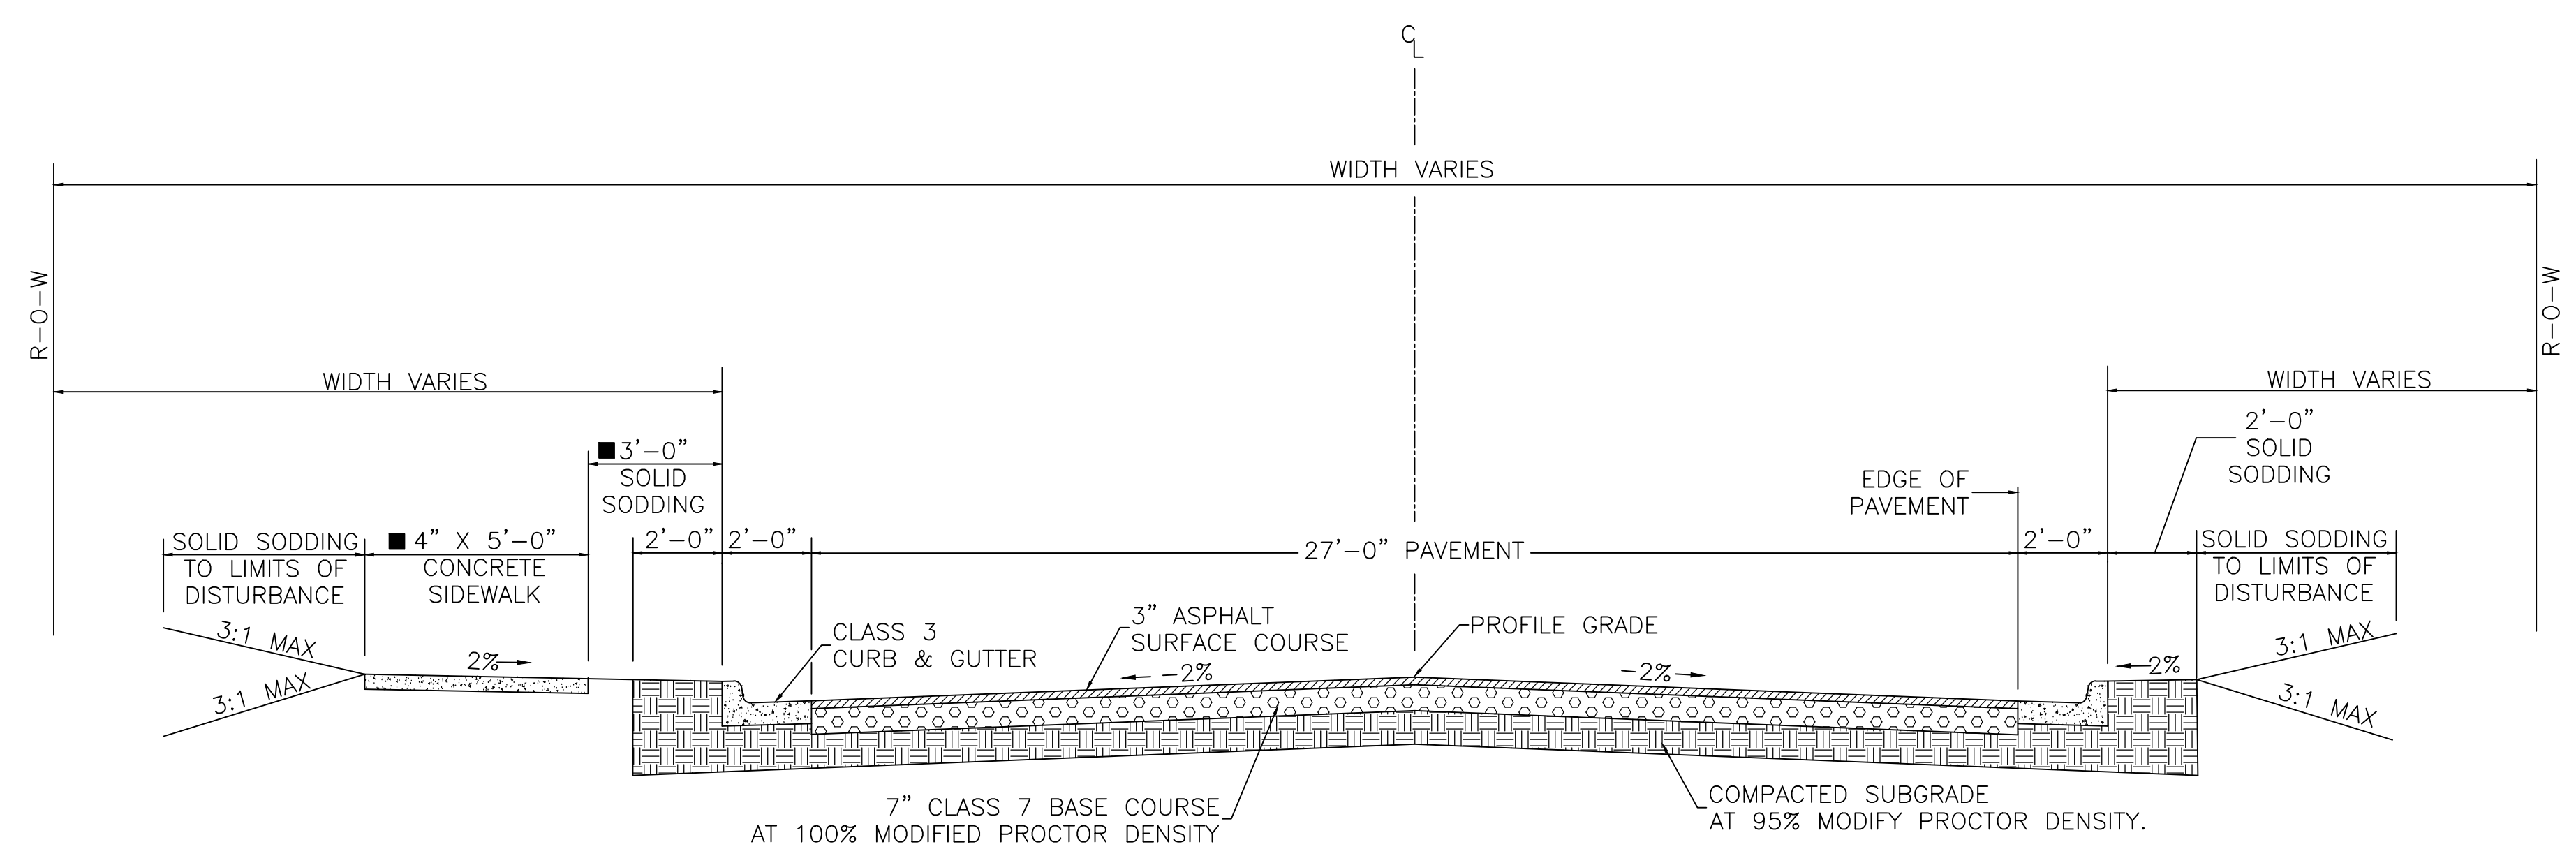 CL
WIDTH VARIES
R-O-W
R-O-W
WIDTH VARIES
WIDTH VARIES
■3'-0"
SOLID
SODDING
2'-0"
SOLID
SODDING
EDGE OF
PAVEMENT
SOLID SODDING
TO LIMITS OF
DISTURBANCE
■ 4" X 5'-0"
CONCRETE
SIDEWALK
2'-0"
2'-0"
27'-0" PAVEMENT
2'-0"
SOLID SODDING
TO LIMITS OF
DISTURBANCE
3:1 MAX
3:1 MAX
2%
CLASS 3
CURB & GUTTER
3" ASPHALT
SURFACE COURSE
PROFILE GRADE
-2%
-2%
2%
3:1 MAX
3:1 MAX
7" CLASS 7 BASE COURSE
AT 100% MODIFIED PROCTOR DENSITY
COMPACTED SUBGRADE
AT 95% MODIFY PROCTOR DENSITY.